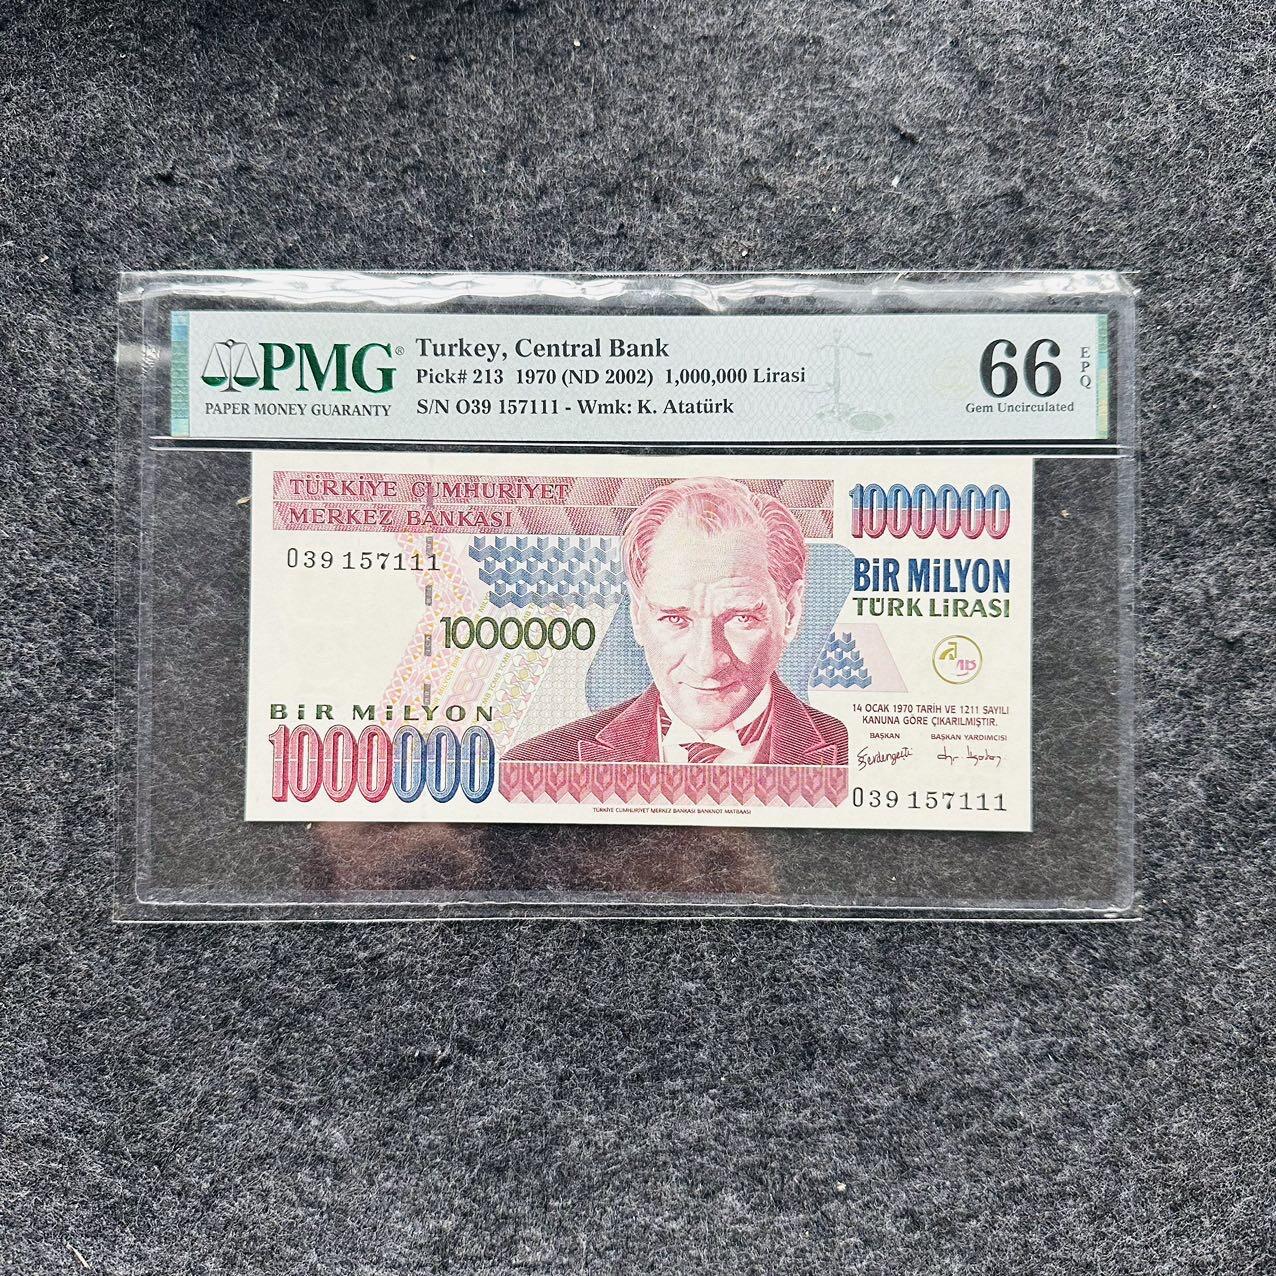 PMG®
PAPER MONEY GUARANTY
Turkey, Central Bank
Pick# 213 1970 (ND 2002) 1,000,000 Lirasi
S/N O39 157111 - Wmk: K. Atatürk
66
EPQ
Gem Uncirculated
TÜRKİYE CUMHURİYET
MERKEZ BANKASI
O39 157111
1000000
BİR MİLYON
1000000
1000000
BİR MİLYON
TÜRK LİRASI
14 OCAK 1970 TARİH VE 1211 SAYILI
KANUNA GÖRE ÇIKARILMIŞTIR.
BAŞKAN BAŞKAN YARDIMCISI
O39 157111
TÜRKİYE CUMHURİYET MERKEZ BANKASI BANKNOT MATBAASI